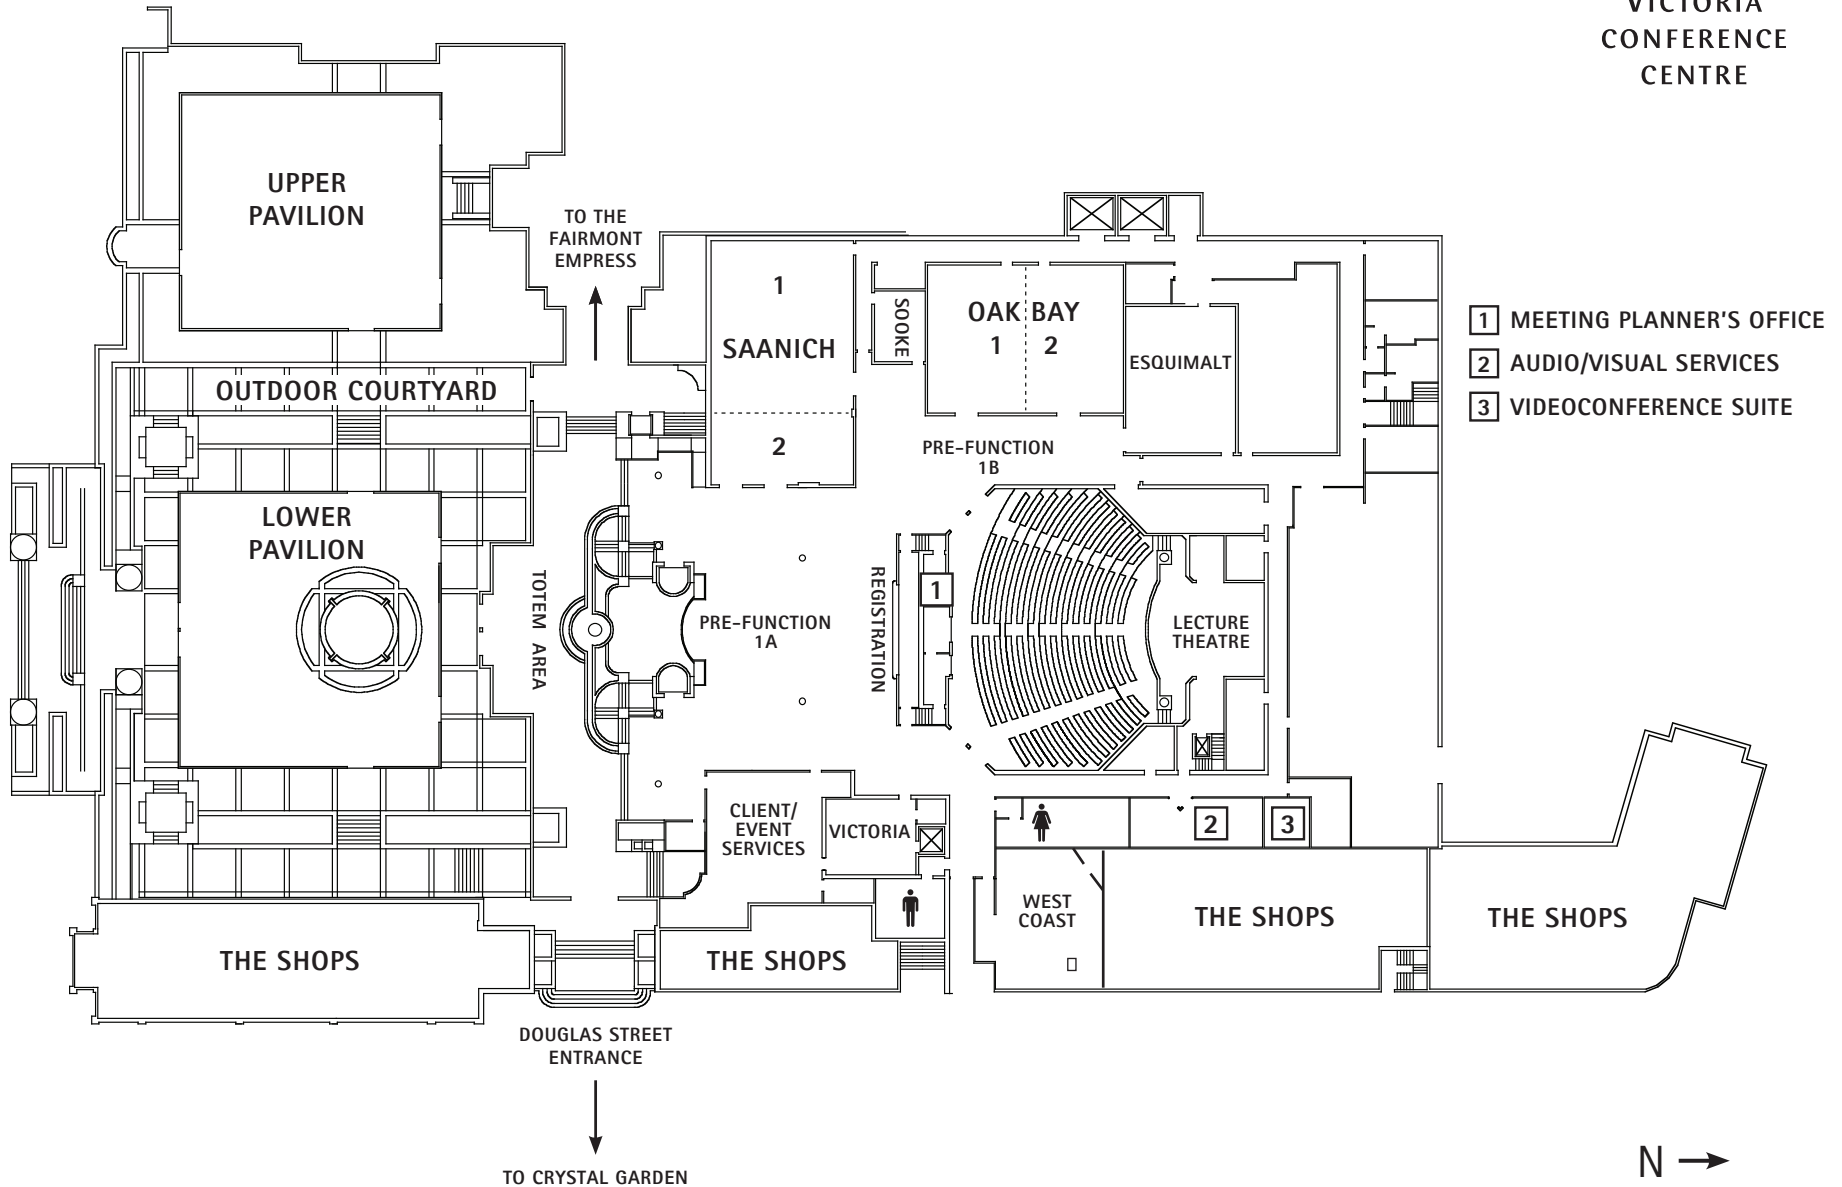 VICTORIA
CONFERENCE
CENTRE
UPPER
PAVILION
TO THE
FAIRMONT
EMPRESS
1
SAANICH
2
SOOKE
OAK BAY
1 2
ESQUIMALT
1 MEETING PLANNER'S OFFICE
2 AUDIO/VISUAL SERVICES
3 VIDEOCONFERENCE SUITE
OUTDOOR COURTYARD
PRE-FUNCTION
1B
LOWER
PAVILION
TOTEM AREA
PRE-FUNCTION
1A
REGISTRATION
1
LECTURE
THEATRE
CLIENT/
EVENT
SERVICES
VICTORIA
2
3
WEST
COAST
THE SHOPS
THE SHOPS
THE SHOPS
THE SHOPS
DOUGLAS STREET
ENTRANCE
TO CRYSTAL GARDEN
N